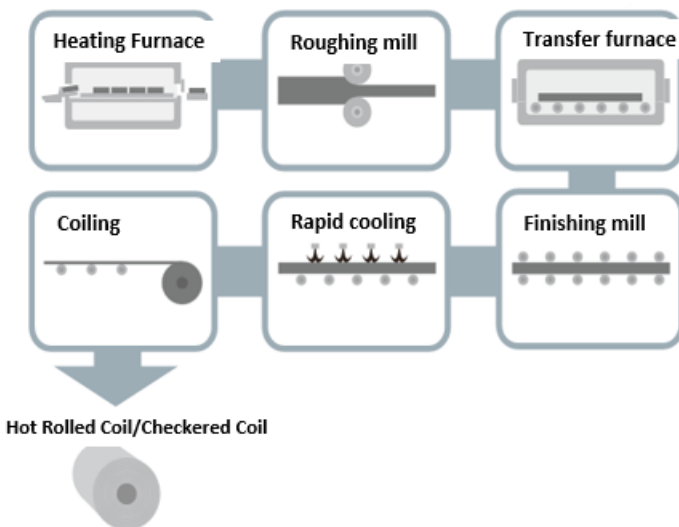 Heating Furnace
Roughing mill
Transfer furnace
Finishing mill
Rapid cooling
Coiling
Hot Rolled Coil/Checkered Coil